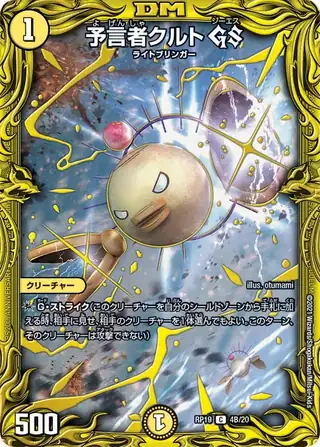 DM
1
よげんしゃ
ジーエス
予言者クルト GS
ライトブリンガー
illus. otumami
クリーチャー
G・ストライク(このクリーチャーを自分のシールドゾーンから手札に加える時、相手に見せ、相手のクリーチャーを1体選んでもよい。このターン、
そのクリーチャーは攻撃できない)
500
1
RP19 C 4B/20